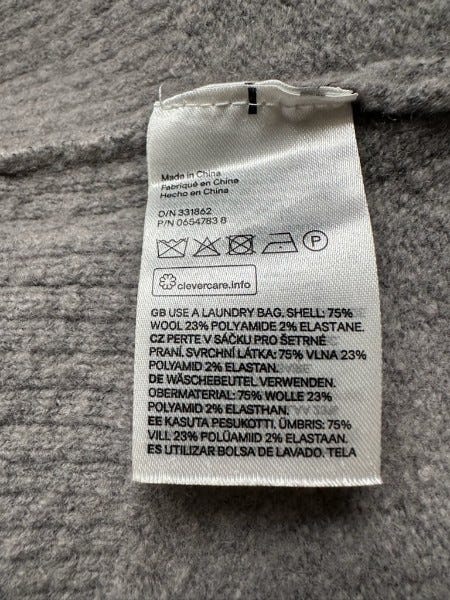 Made in China
Fabriqué en Chine
Hecho en China
O/N 331862
P/N 0654783 8
P
clevercare.info
GB USE A LAUNDRY BAG. SHELL: 75%
WOOL 23% POLYAMIDE 2% ELASTANE.
CZ PERTE V SÁČKU PRO ŠETRNÉ
PRANÍ. SVRCHNÍ LÁTKA: 75% VLNA 23%
POLYAMID 2% ELASTAN.
DE WÄSCHEBEUTEL VERWENDEN.
OBERMATERIAL: 75% WOLLE 23%
POLYAMID 2% ELASTHAN.
EE KASUTA PESUKOTTI. ÜMBRIS: 75%
VILL 23% POLÜAMIID 2% ELASTAAN.
ES UTILIZAR BOLSA DE LAVADO. TELA